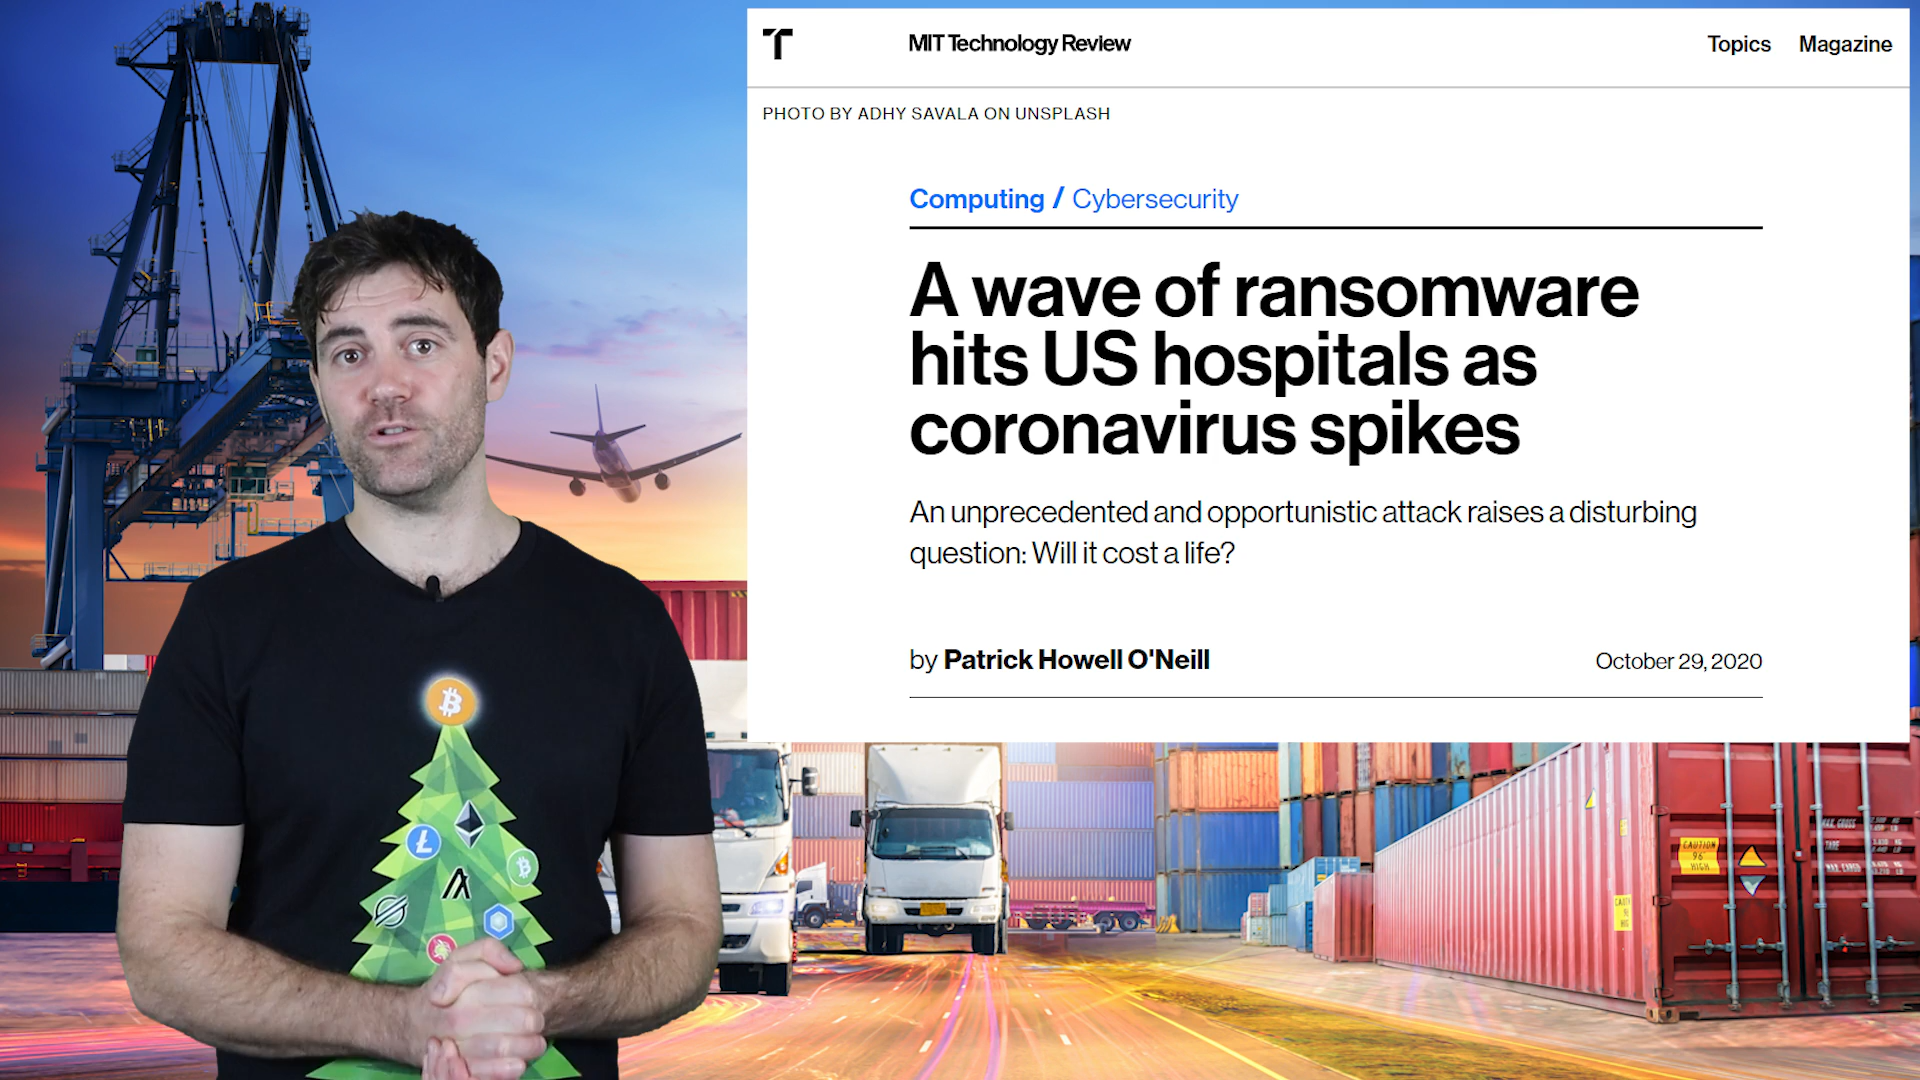 MIT Technology Review
Topics
Magazine
PHOTO BY ADHY SAVALA ON UNSPLASH
Computing / Cybersecurity
A wave of ransomware
hits US hospitals as
coronavirus spikes
An unprecedented and opportunistic attack raises a disturbing
question: Will it cost a life?
by Patrick Howell O'Neill
October 29, 2020
CAUTION
96
HIGH